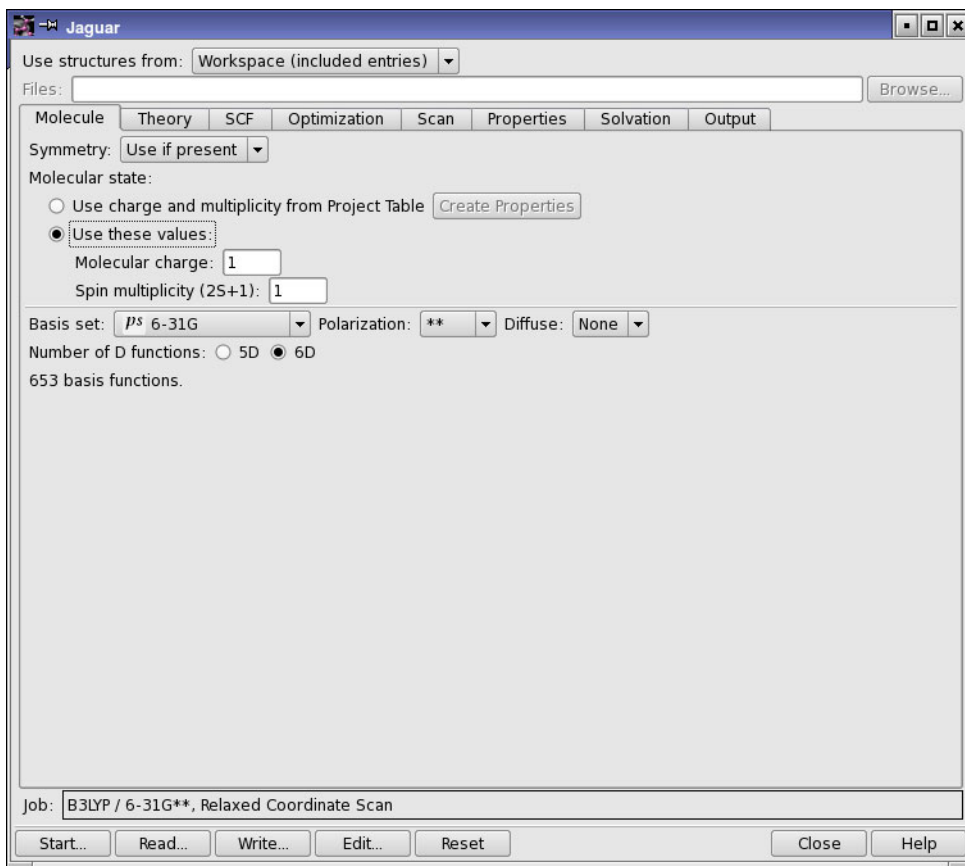 Jaguar
Use structures from: Workspace (included entries)
Files: Browse...
Molecule Theory SCF Optimization Scan Properties Solvation Output
Symmetry: Use if present
Molecular state:
Use charge and multiplicity from Project Table Create Properties
Use these values:
Molecular charge: 1
Spin multiplicity (2S+1): 1
Basis set: ps 6-31G Polarization: ** Diffuse: None
Number of D functions: 5D 6D
653 basis functions.
Job: B3LYP / 6-31G**, Relaxed Coordinate Scan
Start... Read... Write... Edit... Reset Close Help